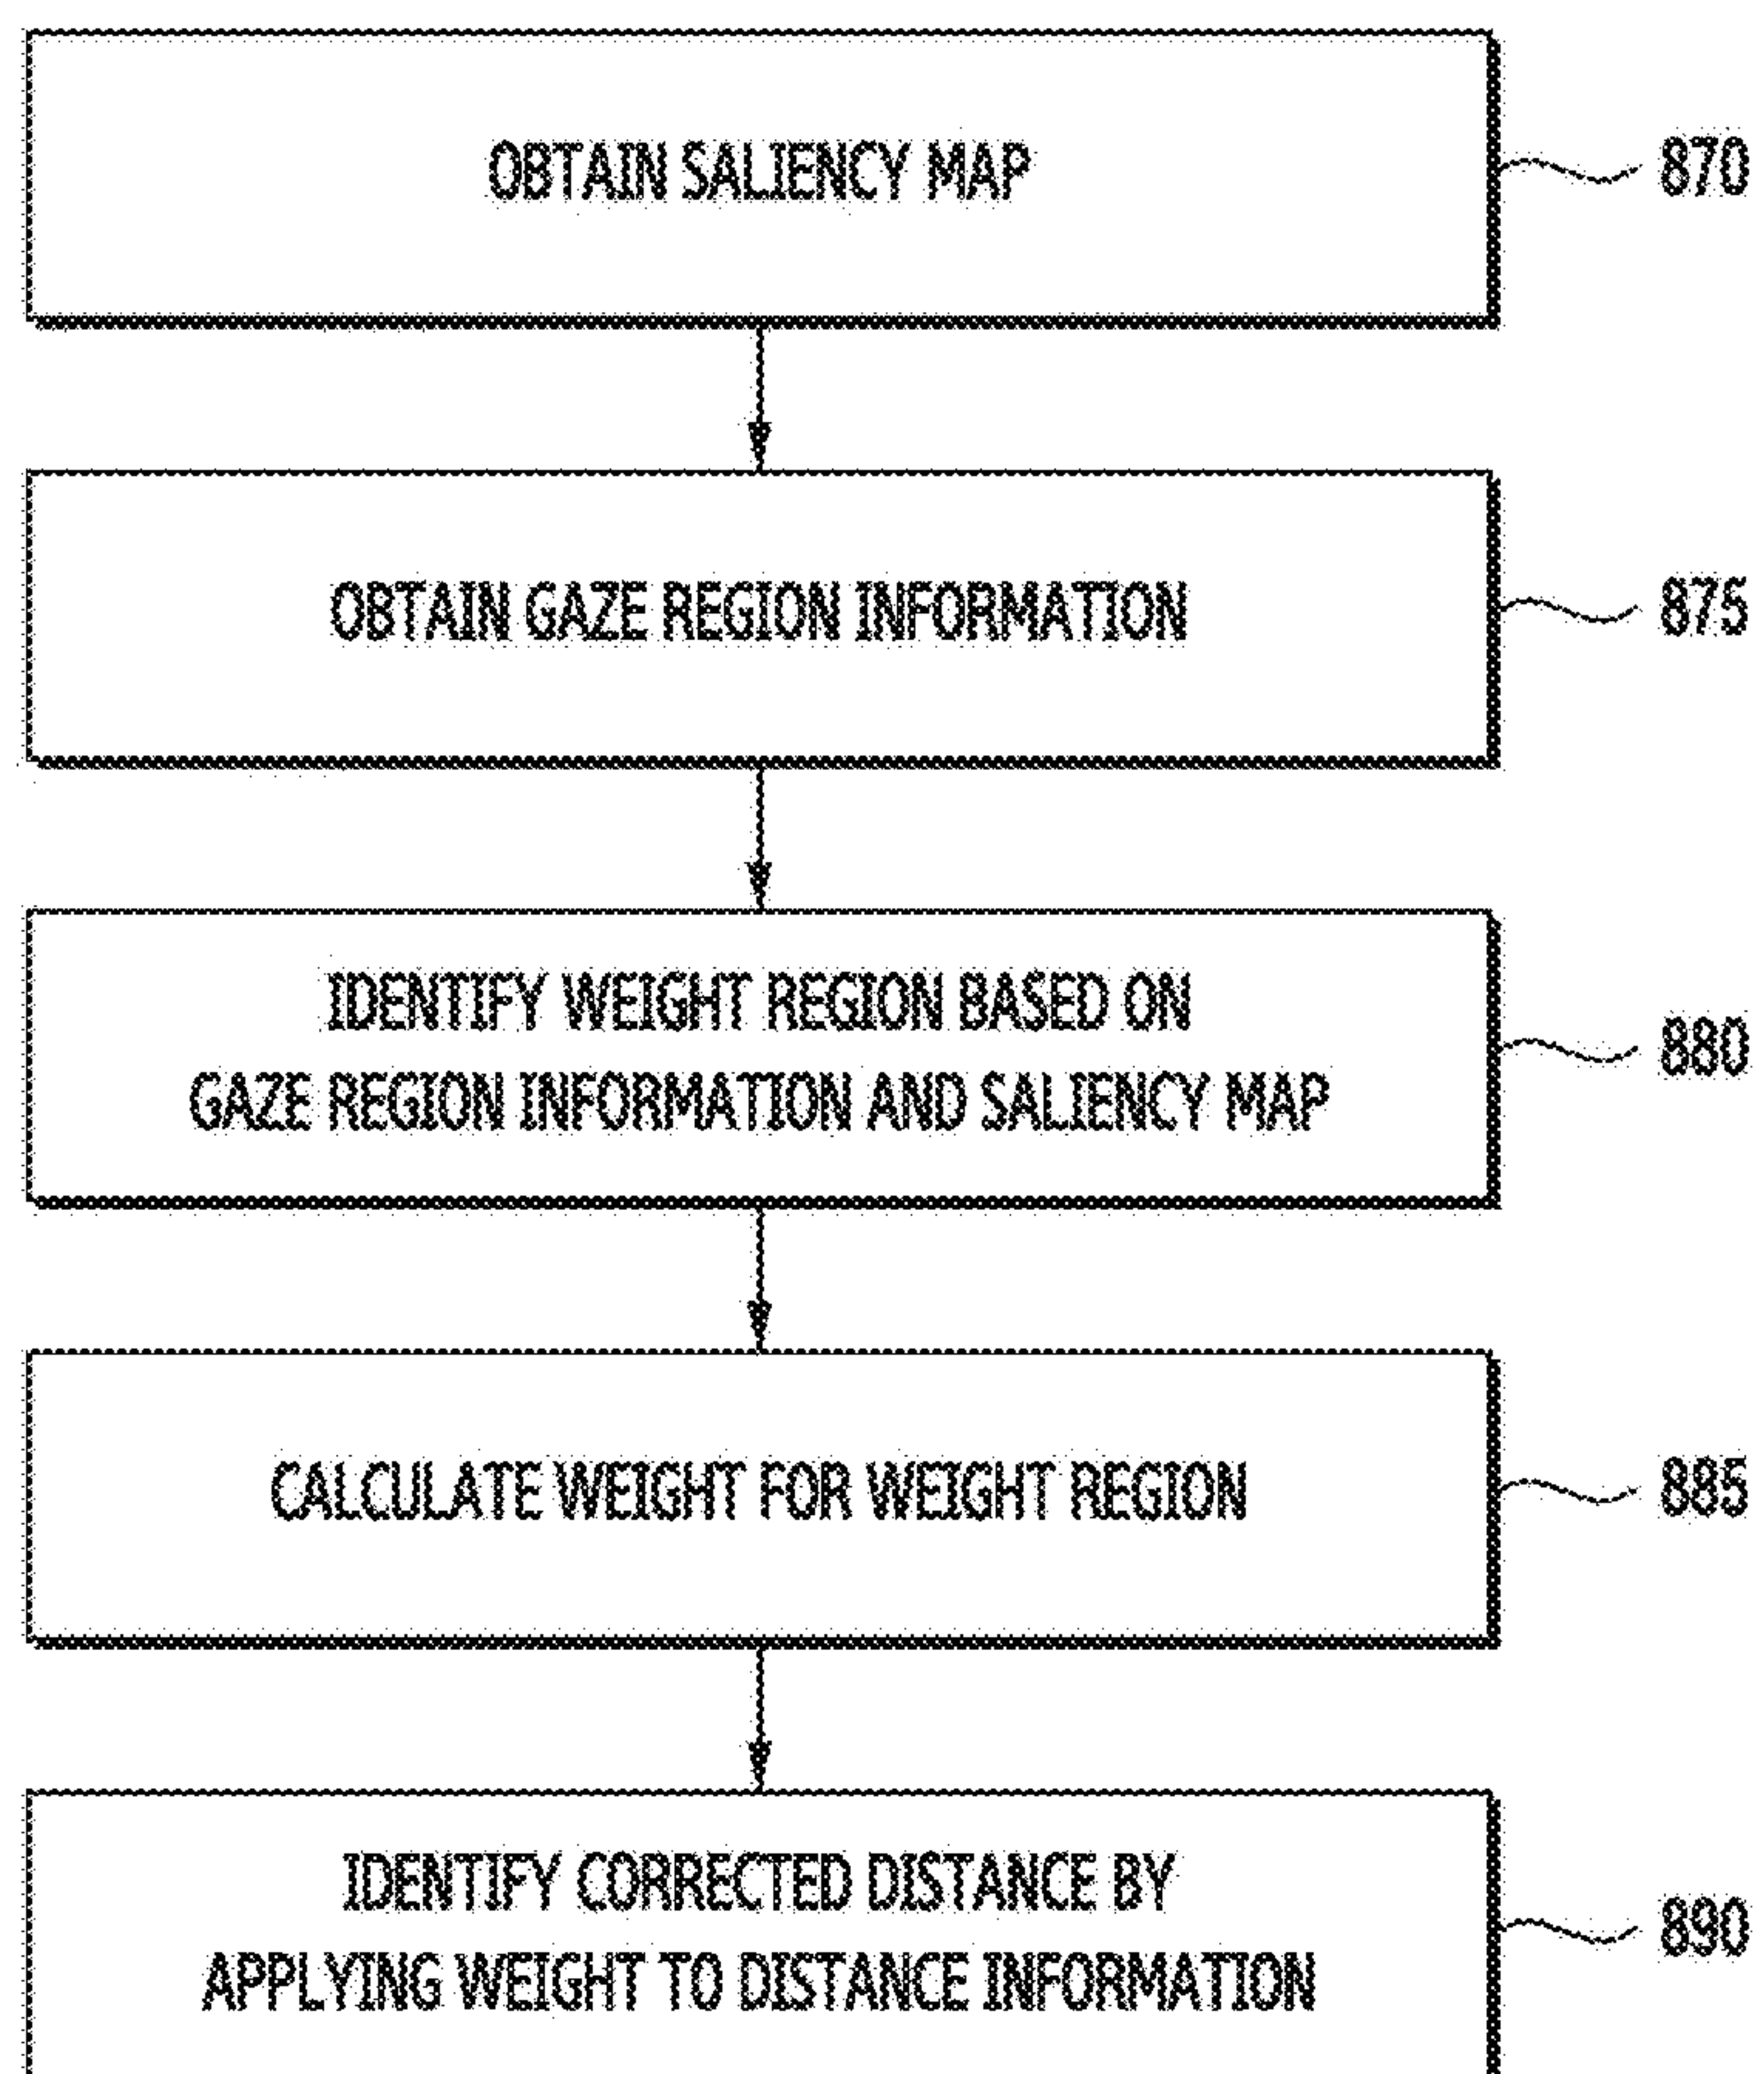 OBTAIN SALIENCY MAP
870
OBTAIN GAZE REGION INFORMATION
875
IDENTIFY WEIGHT REGION BASED ON
GAZE REGION INFORMATION AND SALIENCY MAP
880
CALCULATE WEIGHT FOR WEIGHT REGION
885
IDENTIFY CORRECTED DISTANCE BY
APPLYING WEIGHT TO DISTANCE INFORMATION
890